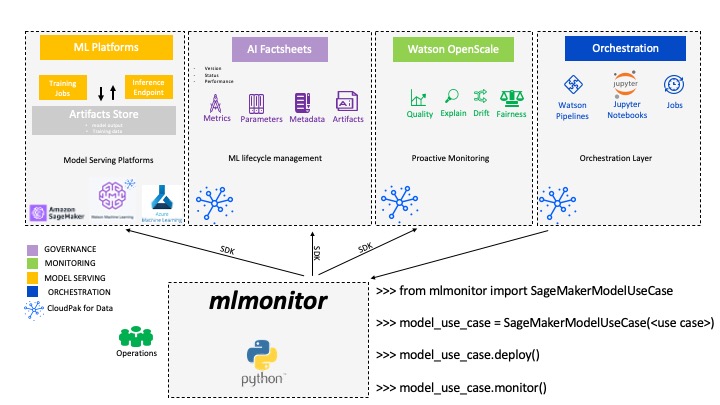 ML Platforms
Training
Jobs
Inference
Endpoint
Artifacts Store
• Model output
• Training data
Model Serving Platforms
Amazon
SageMaker
Watson Machine Learning
Azure
Machine Learning
AI Factsheets
Version
Status
Performance
Metrics
Parameters
Metadata
Artifacts
ML lifecycle management
Watson OpenScale
Quality
Explain
Drift
Fairness
Proactive Monitoring
Orchestration
Watson
Pipelines
jupyter
Jupyter
Notebooks
Jobs
Orchestration Layer
SDK
SDK
SDK
GOVERNANCE
MONITORING
MODEL SERVING
ORCHESTRATION
CloudPak for Data
Operations
mlmonitor
python™
>>> from mlmonitor import SageMakerModelUseCase
>>> model_use_case = SageMakerModelUseCase(<use case>)
>>> model_use_case.deploy()
>>> model_use_case.monitor()